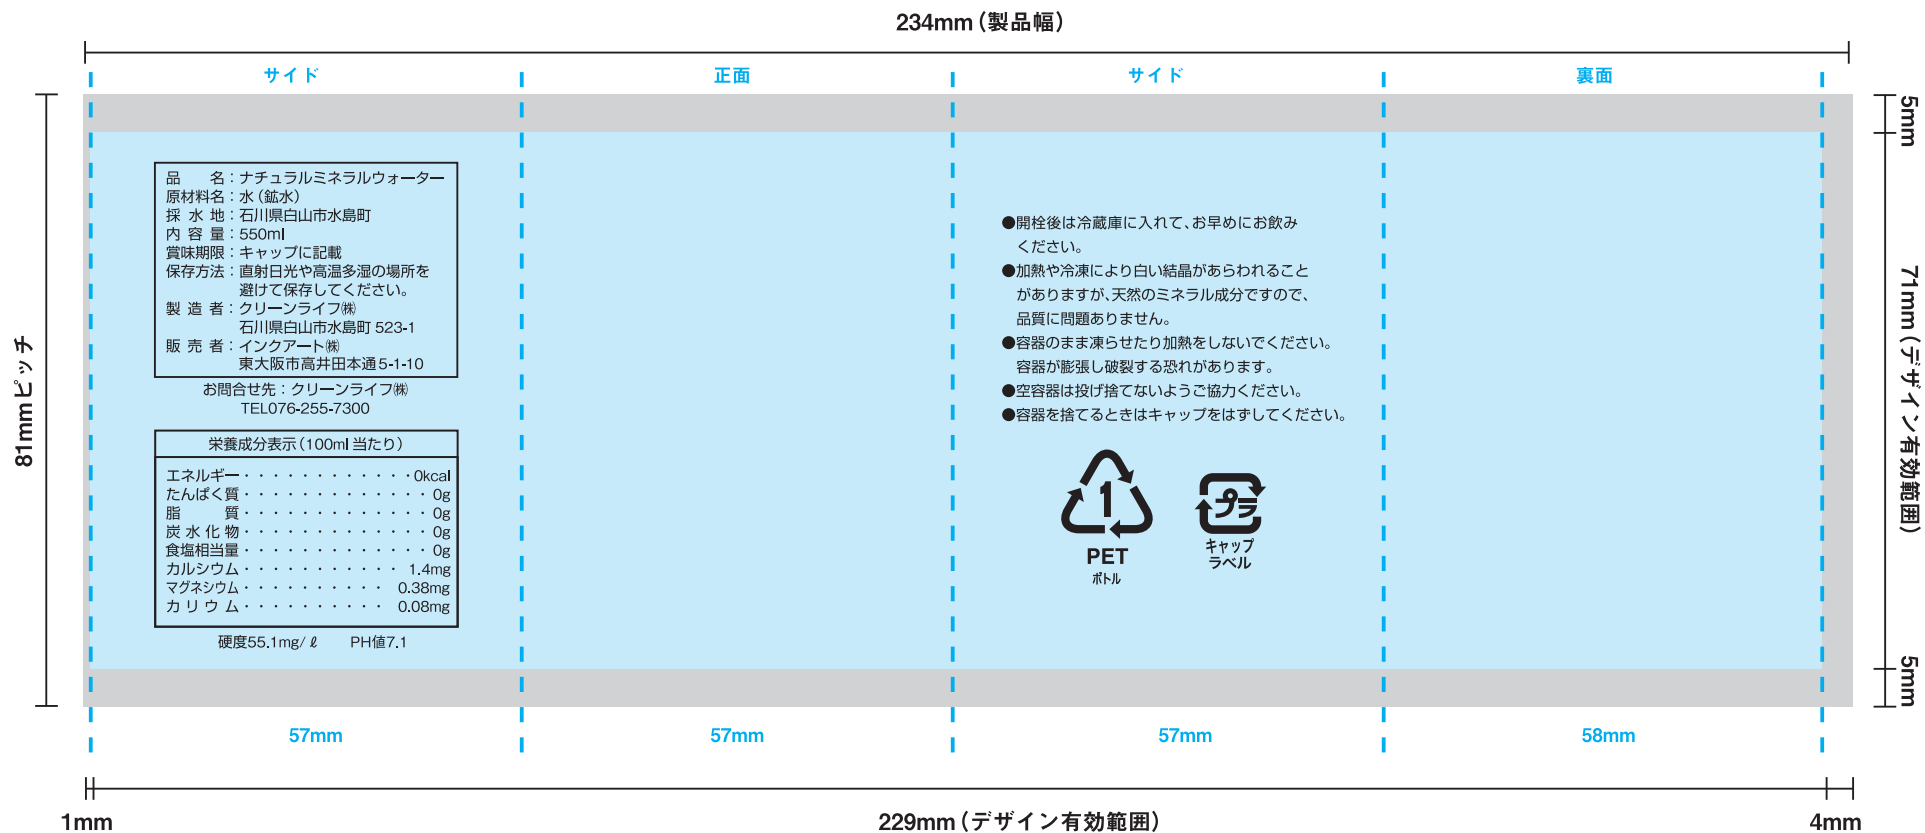 234mm（製品幅）
サイド
正面
サイド
裏面
5mm
71mm（デザイン有効範囲）
5mm
81mmピッチ
品名：ナチュラルミネラルウォーター
原材料名：水（鉱水）
採水地：石川県白山市水島町
内容量：550ml
賞味期限：キャップに記載
保存方法：直射日光や高温多湿の場所を
避けて保存してください。
製造者：クリーンライフ㈱
石川県白山市水島町 523-1
販売者：インクアート㈱
東大阪市高井田本通5-1-10
お問合せ先：クリーンライフ㈱
TEL076-255-7300
栄養成分表示（100ml 当たり）
エネルギー・・・・・・・・・・・・・0kcal
たんぱく質・・・・・・・・・・・・・0g
脂質・・・・・・・・・・・・・0g
炭水化物・・・・・・・・・・・・・0g
食塩相当量・・・・・・・・・・・・・0g
カルシウム・・・・・・・・・・・・1.4mg
マグネシウム・・・・・・・・・・・0.38mg
カリウム・・・・・・・・・・・0.08mg
硬度55.1mg/ℓ　PH値7.1
●開栓後は冷蔵庫に入れて、お早めにお飲み
ください。
●加熱や冷凍により白い結晶があらわれること
がありますが、天然のミネラル成分ですので、
品質に問題ありません。
●容器のまま凍らせたり加熱をしないでください。
容器が膨張し破裂する恐れがあります。
●空容器は投げ捨てないようご協力ください。
●容器を捨てるときはキャップをはずしてください。
1
PET
ボトル
プラ
キャップ
ラベル
57mm
57mm
57mm
58mm
1mm
229mm（デザイン有効範囲）
4mm